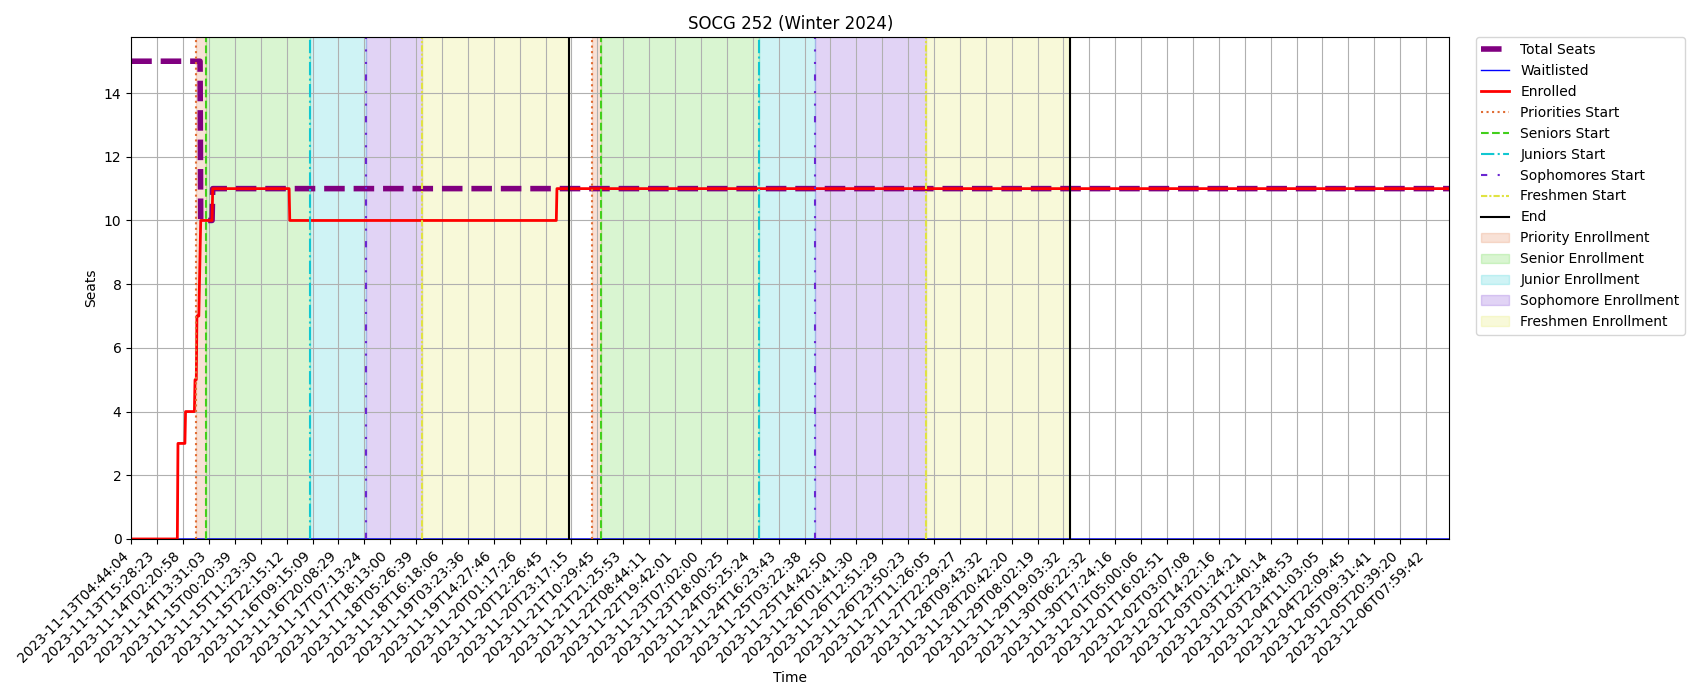 SOCG 252 (Winter 2024)
Seats
14
12
10
8
6
4
2
0
2023-11-13T04:44:04
2023-11-13T15:28:23
2023-11-14T02:20:58
2023-11-14T13:31:03
2023-11-15T00:20:39
2023-11-15T11:23:30
2023-11-15T22:15:12
2023-11-16T09:15:09
2023-11-16T20:08:29
2023-11-17T07:13:24
2023-11-17T18:13:00
2023-11-18T05:26:39
2023-11-18T16:18:06
2023-11-19T03:23:36
2023-11-19T14:27:46
2023-11-20T01:17:26
2023-11-20T12:26:45
2023-11-20T23:17:15
2023-11-21T10:29:45
2023-11-21T21:25:53
2023-11-22T08:44:11
2023-11-22T19:42:01
2023-11-23T07:02:00
2023-11-23T18:00:25
2023-11-24T05:25:24
2023-11-24T16:23:43
2023-11-25T03:22:38
2023-11-25T14:42:50
2023-11-26T01:41:30
2023-11-26T12:51:29
2023-11-26T23:50:23
2023-11-27T11:26:05
2023-11-27T22:29:27
2023-11-28T09:43:32
2023-11-28T20:42:20
2023-11-29T08:02:19
2023-11-29T19:03:32
2023-11-30T06:22:32
2023-11-30T17:24:16
2023-12-01T05:00:06
2023-12-01T16:02:51
2023-12-02T03:07:08
2023-12-02T14:22:16
2023-12-03T01:24:21
2023-12-03T12:40:14
2023-12-03T23:48:53
2023-12-04T11:03:05
2023-12-04T22:09:45
2023-12-05T09:31:41
2023-12-05T20:39:20
2023-12-06T07:59:42
Time
Total Seats
Waitlisted
Enrolled
Priorities Start
Seniors Start
Juniors Start
Sophomores Start
Freshmen Start
End
Priority Enrollment
Senior Enrollment
Junior Enrollment
Sophomore Enrollment
Freshmen Enrollment